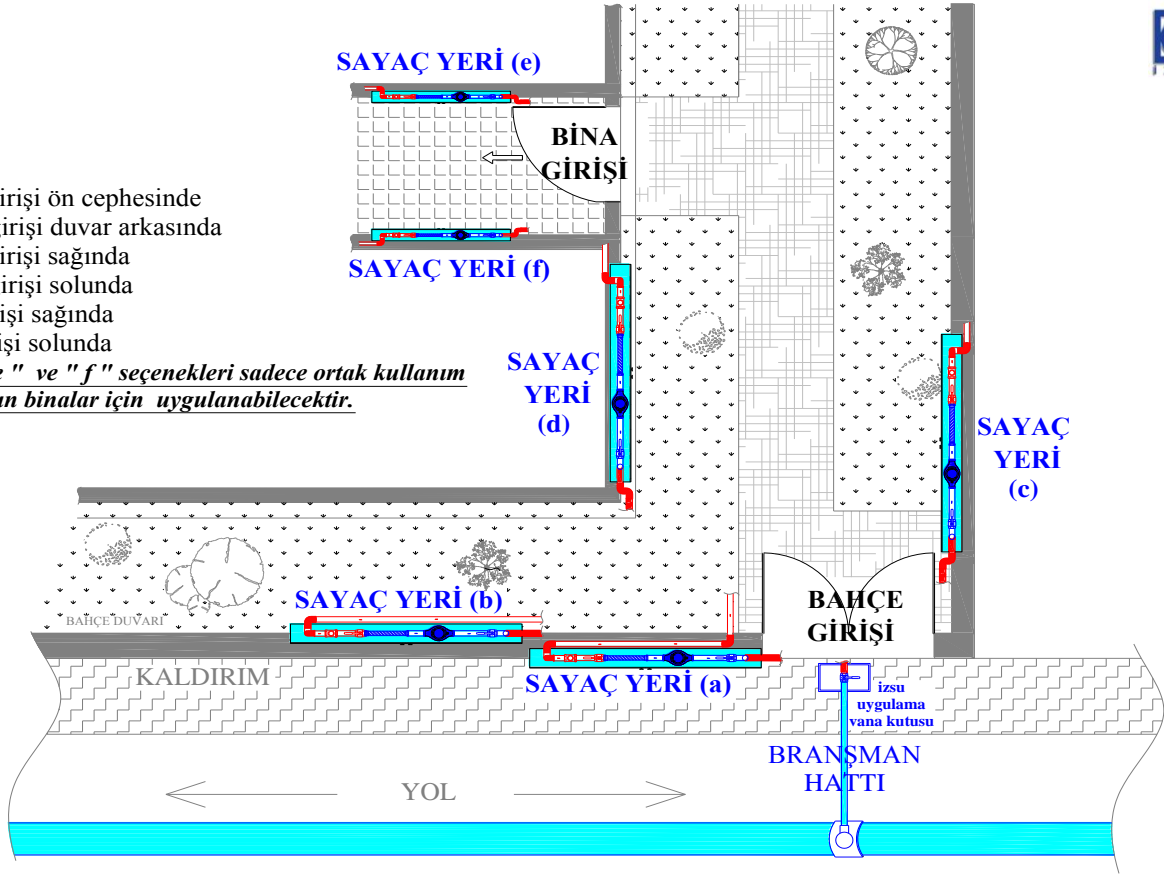 SAYAÇ YERİ (e)
BİNA
GİRİŞİ
irişi ön cephesinde
girişi duvar arkasında
irişi sağında
irişi solunda
işi sağında
işi solunda
e " ve " f " seçenekleri sadece ortak kullanım
an binalar için uygulanabilecektir.
SAYAÇ YERİ (f)
SAYAÇ
YERİ
(d)
SAYAÇ
YERİ
(c)
SAYAÇ YERİ (b)
BAHÇE DUVARI
BAHÇE
GİRİŞİ
KALDIRIM
SAYAÇ YERİ (a)
izsu
uygulama
vana kutusu
BRANŞMAN
HATTI
YOL